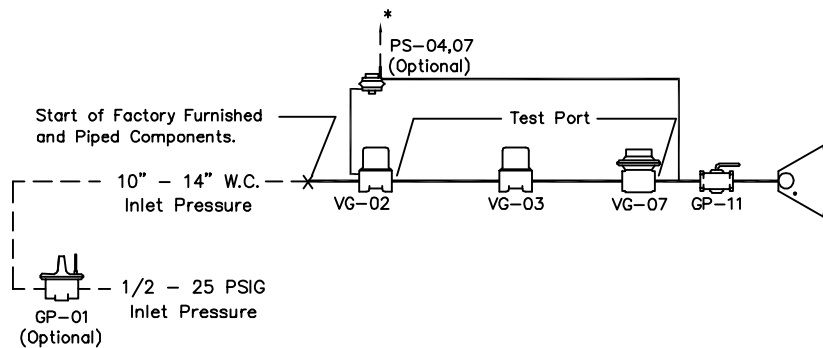 *
PS-04,07
(Optional)
Start of Factory Furnished
and Piped Components.
Test Port
10" - 14" W.C.
Inlet Pressure
VG-02
VG-03
VG-07
GP-11
1/2 - 25 PSIG
Inlet Pressure
GP-01
(Optional)